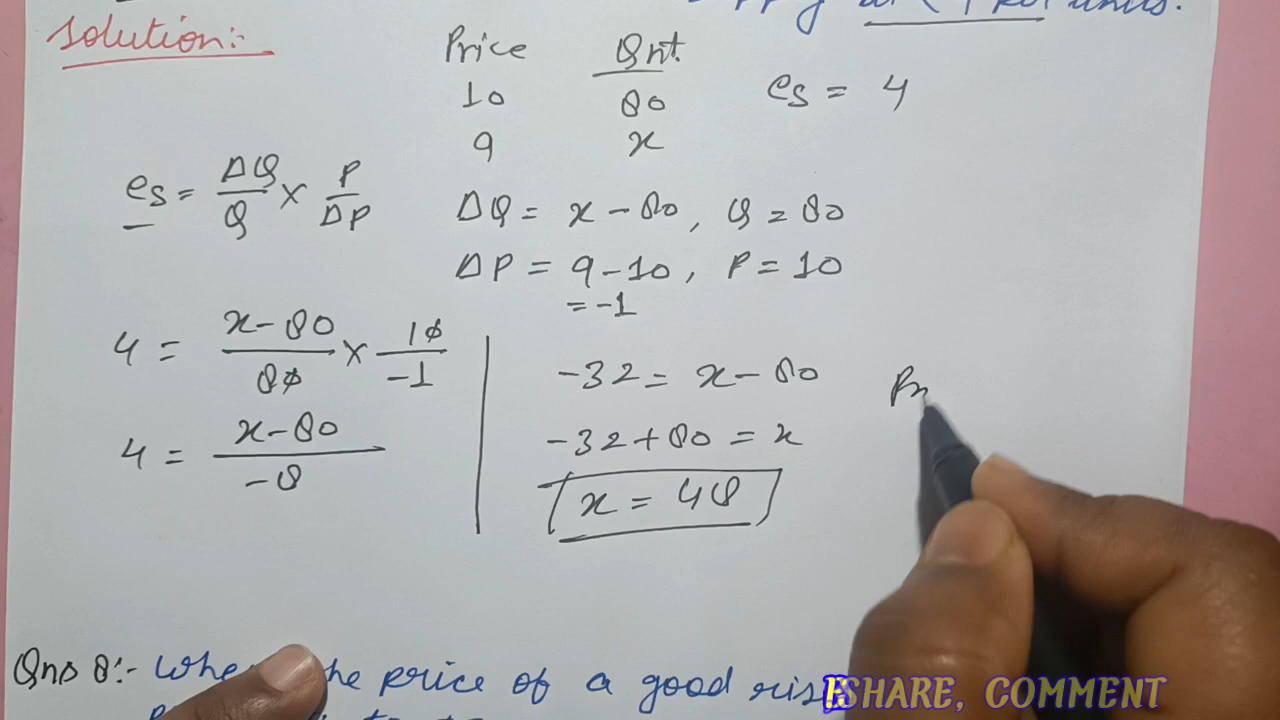 Solution:-
Price Qnt.
10 80
9 x
es = 4
es = ΔQ/Q × P/ΔP
ΔQ = x - 80, Q = 80
ΔP = 9 - 10, P = 10
= -1
4 = x - 80/80 × 10/-1
4 = x - 80/-8
-32 = x - 80
-32 + 80 = x
x = 48
Qns 8:- the price of a good
SHARE, COMMENT